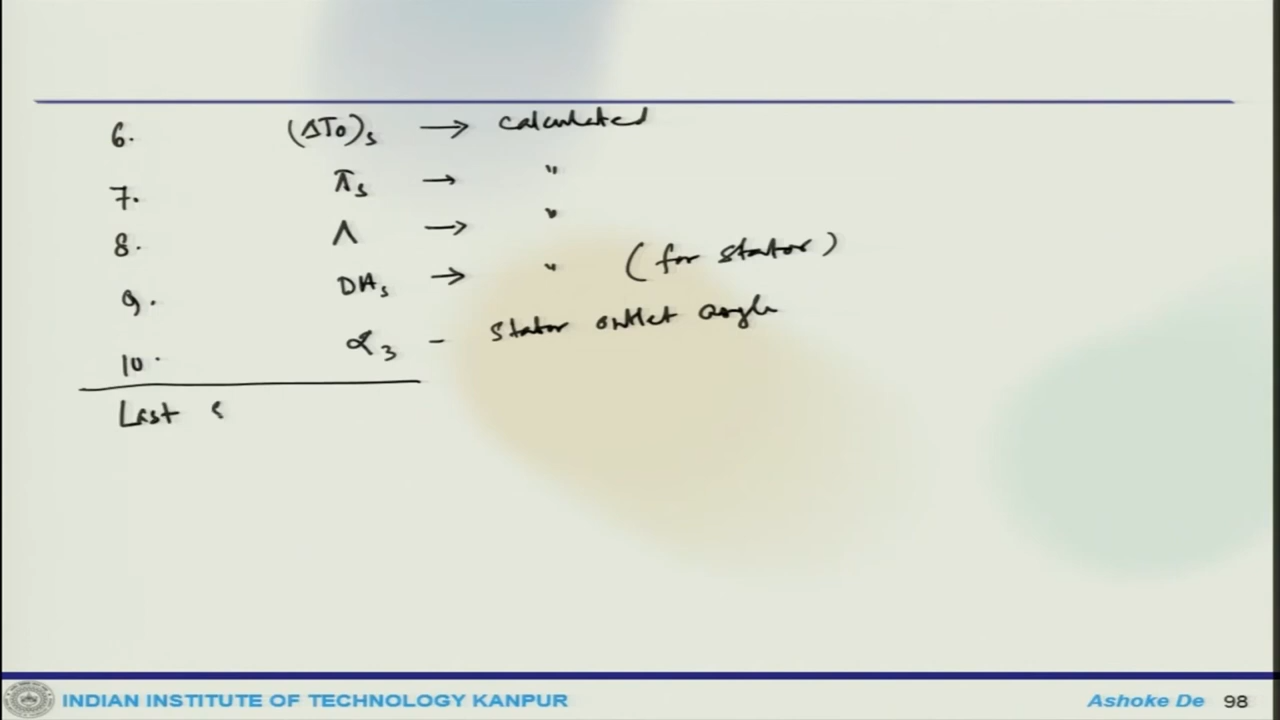 6. (ΔT0)s → calculated
7. πs → "
8. Λ → "
9. DHs → " (for stator)
10. α3 - stator outlet angle
Last s
INDIAN INSTITUTE OF TECHNOLOGY KANPUR
Ashoke De 98